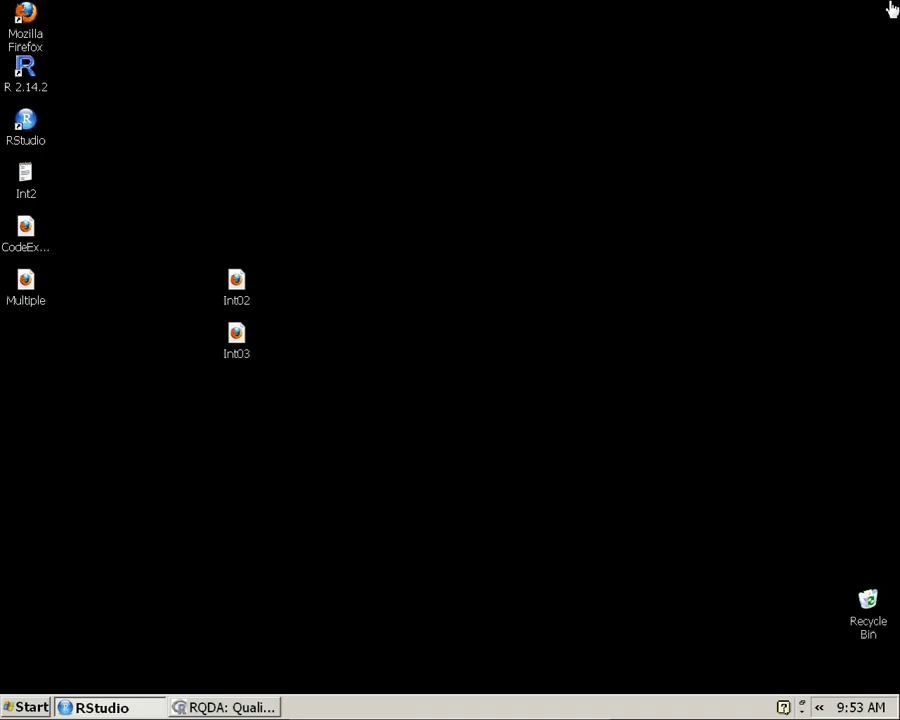 Mozilla
Firefox
R 2.14.2
RStudio
Int2
CodeEx...
Multiple
Int02
Int03
Recycle
Bin
Start
RStudio
RQDA: Quali...
9:53 AM